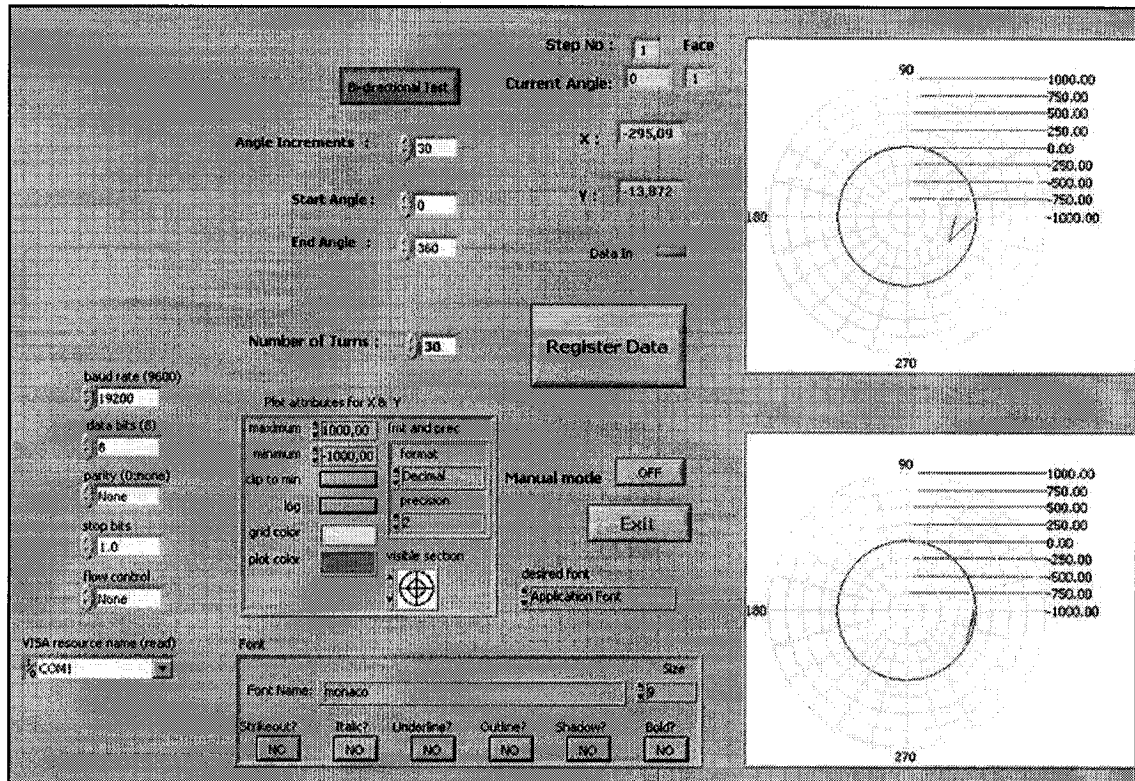 Step No : 1 Face
Bi-directional Test
Current Angle: 0 1
Angle Increments : 30
X : -295,09
Start Angle : 0
Y : -13,872
End Angle : 360
Data In
Number of Turns : 30
Register Data
baud rate (9600)
19200
data bits (8)
8
parity (0:none)
None
stop bits
1.0
flow control
None
VISA resource name (read)
COM1
Plot attributes for X & Y
maximum 1000,00
minimum -1000,00
clip to min
log
grid color
plot color
fmt and prec
format
Decimal
precision
2
visible section
Manual mode OFF
Exit
desired font
Application Font
Font
Size
Font Name: monaco 9
Strikeout? Italic? Underline? Outline? Shadow? Bold?
NO NO NO NO NO NO
90
1000.00
750.00
500.00
250.00
0.00
-250.00
-500.00
-750.00
-1000.00
180
270
90
1000.00
750.00
500.00
250.00
0.00
-250.00
-500.00
-750.00
-1000.00
180
270